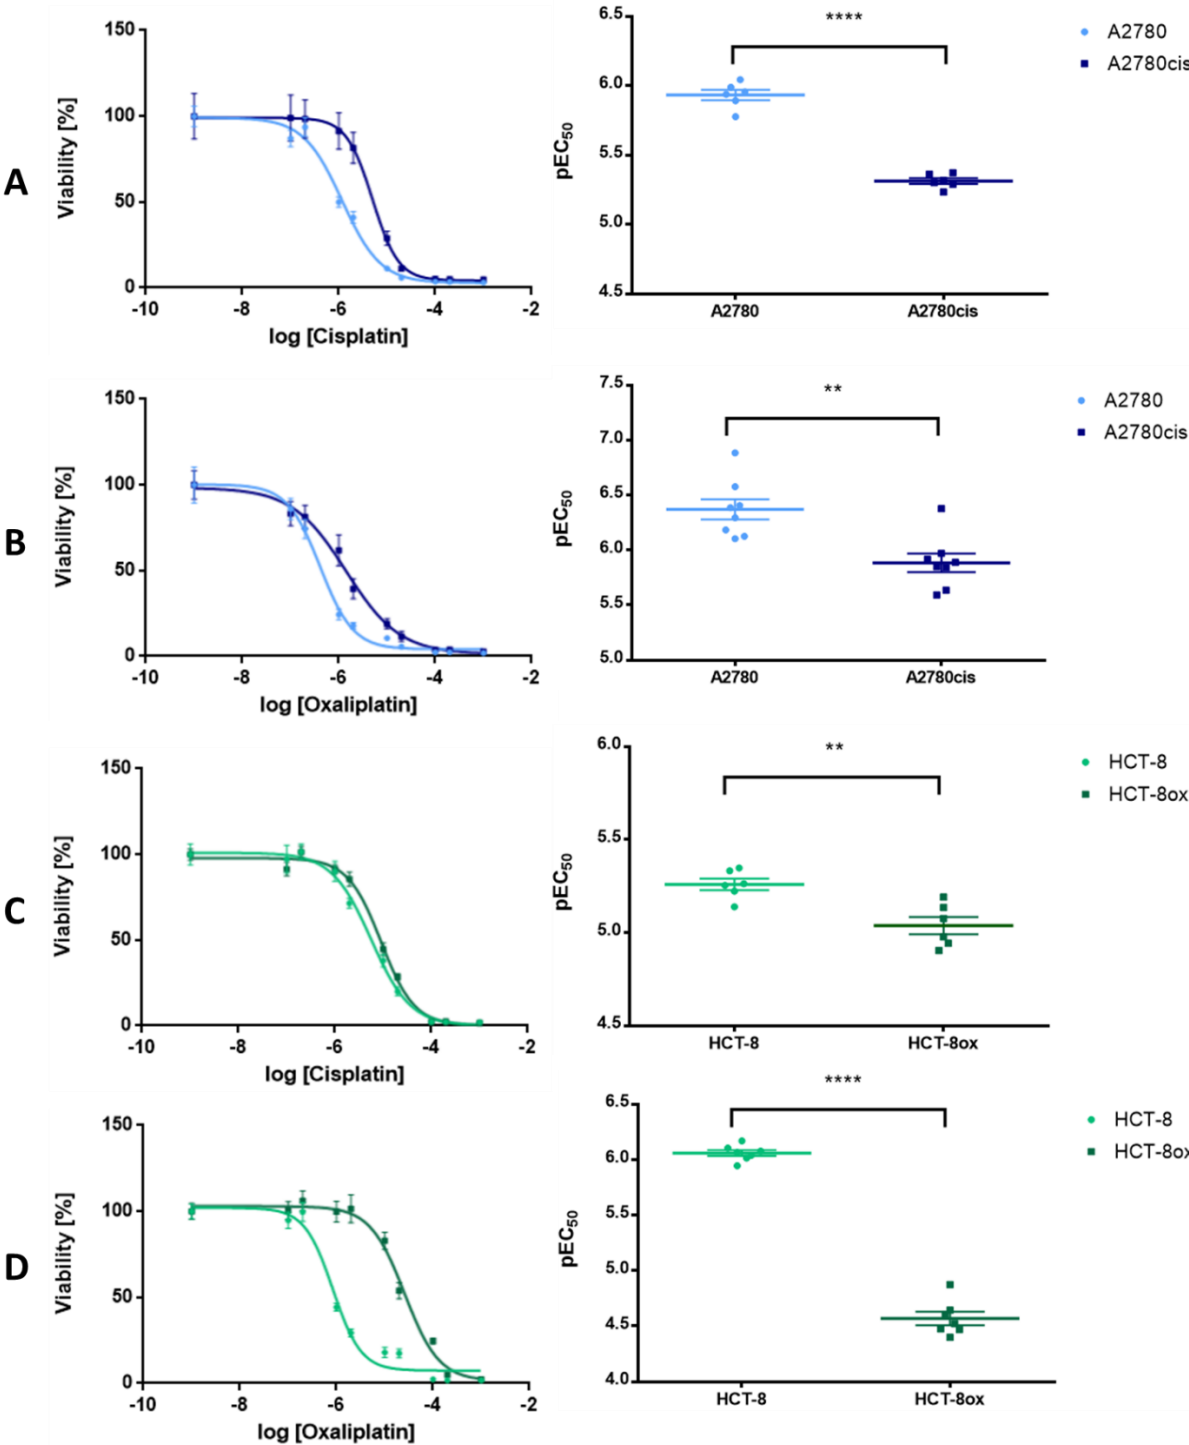 A
150
100
50
0
Viability [%]
-10 -8 -6 -4 -2
log [Cisplatin]
6.5
6.0
5.5
5.0
4.5
pEC50
****
A2780 A2780cis
A2780
A2780cis
B
150
100
50
0
Viability [%]
-10 -8 -6 -4 -2
log [Oxaliplatin]
7.5
7.0
6.5
6.0
5.5
5.0
pEC50
**
A2780 A2780cis
A2780
A2780cis
C
150
100
50
0
Viability [%]
-10 -8 -6 -4 -2
log [Cisplatin]
6.0
5.5
5.0
4.5
pEC50
**
HCT-8 HCT-8ox
HCT-8
HCT-8ox
D
150
100
50
0
Viability [%]
-10 -8 -6 -4 -2
log [Oxaliplatin]
6.5
6.0
5.5
5.0
4.5
4.0
pEC50
****
HCT-8 HCT-8ox
HCT-8
HCT-8ox